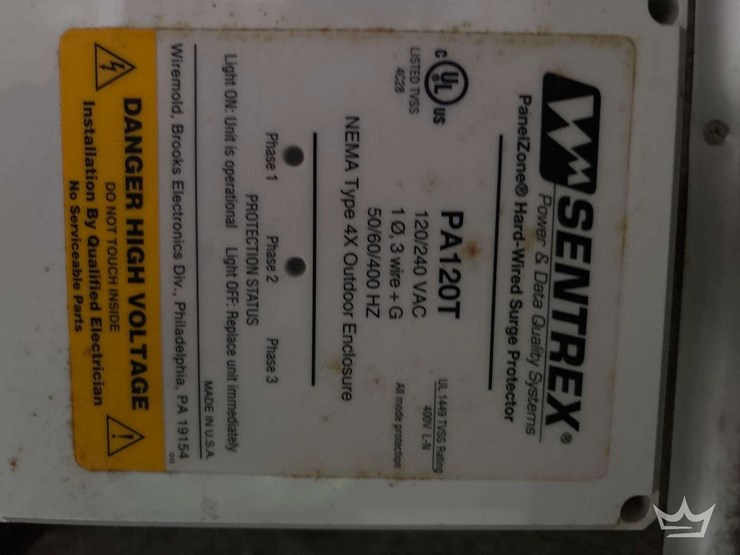 SENTREX®
Power & Data Quality Systems
PanelZone® Hard-Wired Surge Protector
C UL® US
LISTED TVSS
4C28
PA120T
120/240 VAC
1 Ø, 3 wire + G
50/60/400 HZ
UL 1449 TVSS Rating
400V L-N
All mode protection
NEMA Type 4X Outdoor Enclosure
Phase 1 Phase 2 Phase 3
PROTECTION STATUS
Light ON: Unit is operational Light OFF: Replace unit immediately
MADE IN U.S.A.
Wiremold, Brooks Electronics Div., Philadelphia, PA 19154
DANGER HIGH VOLTAGE
DO NOT TOUCH INSIDE
Installation By Qualified Electrician
No Serviceable Parts